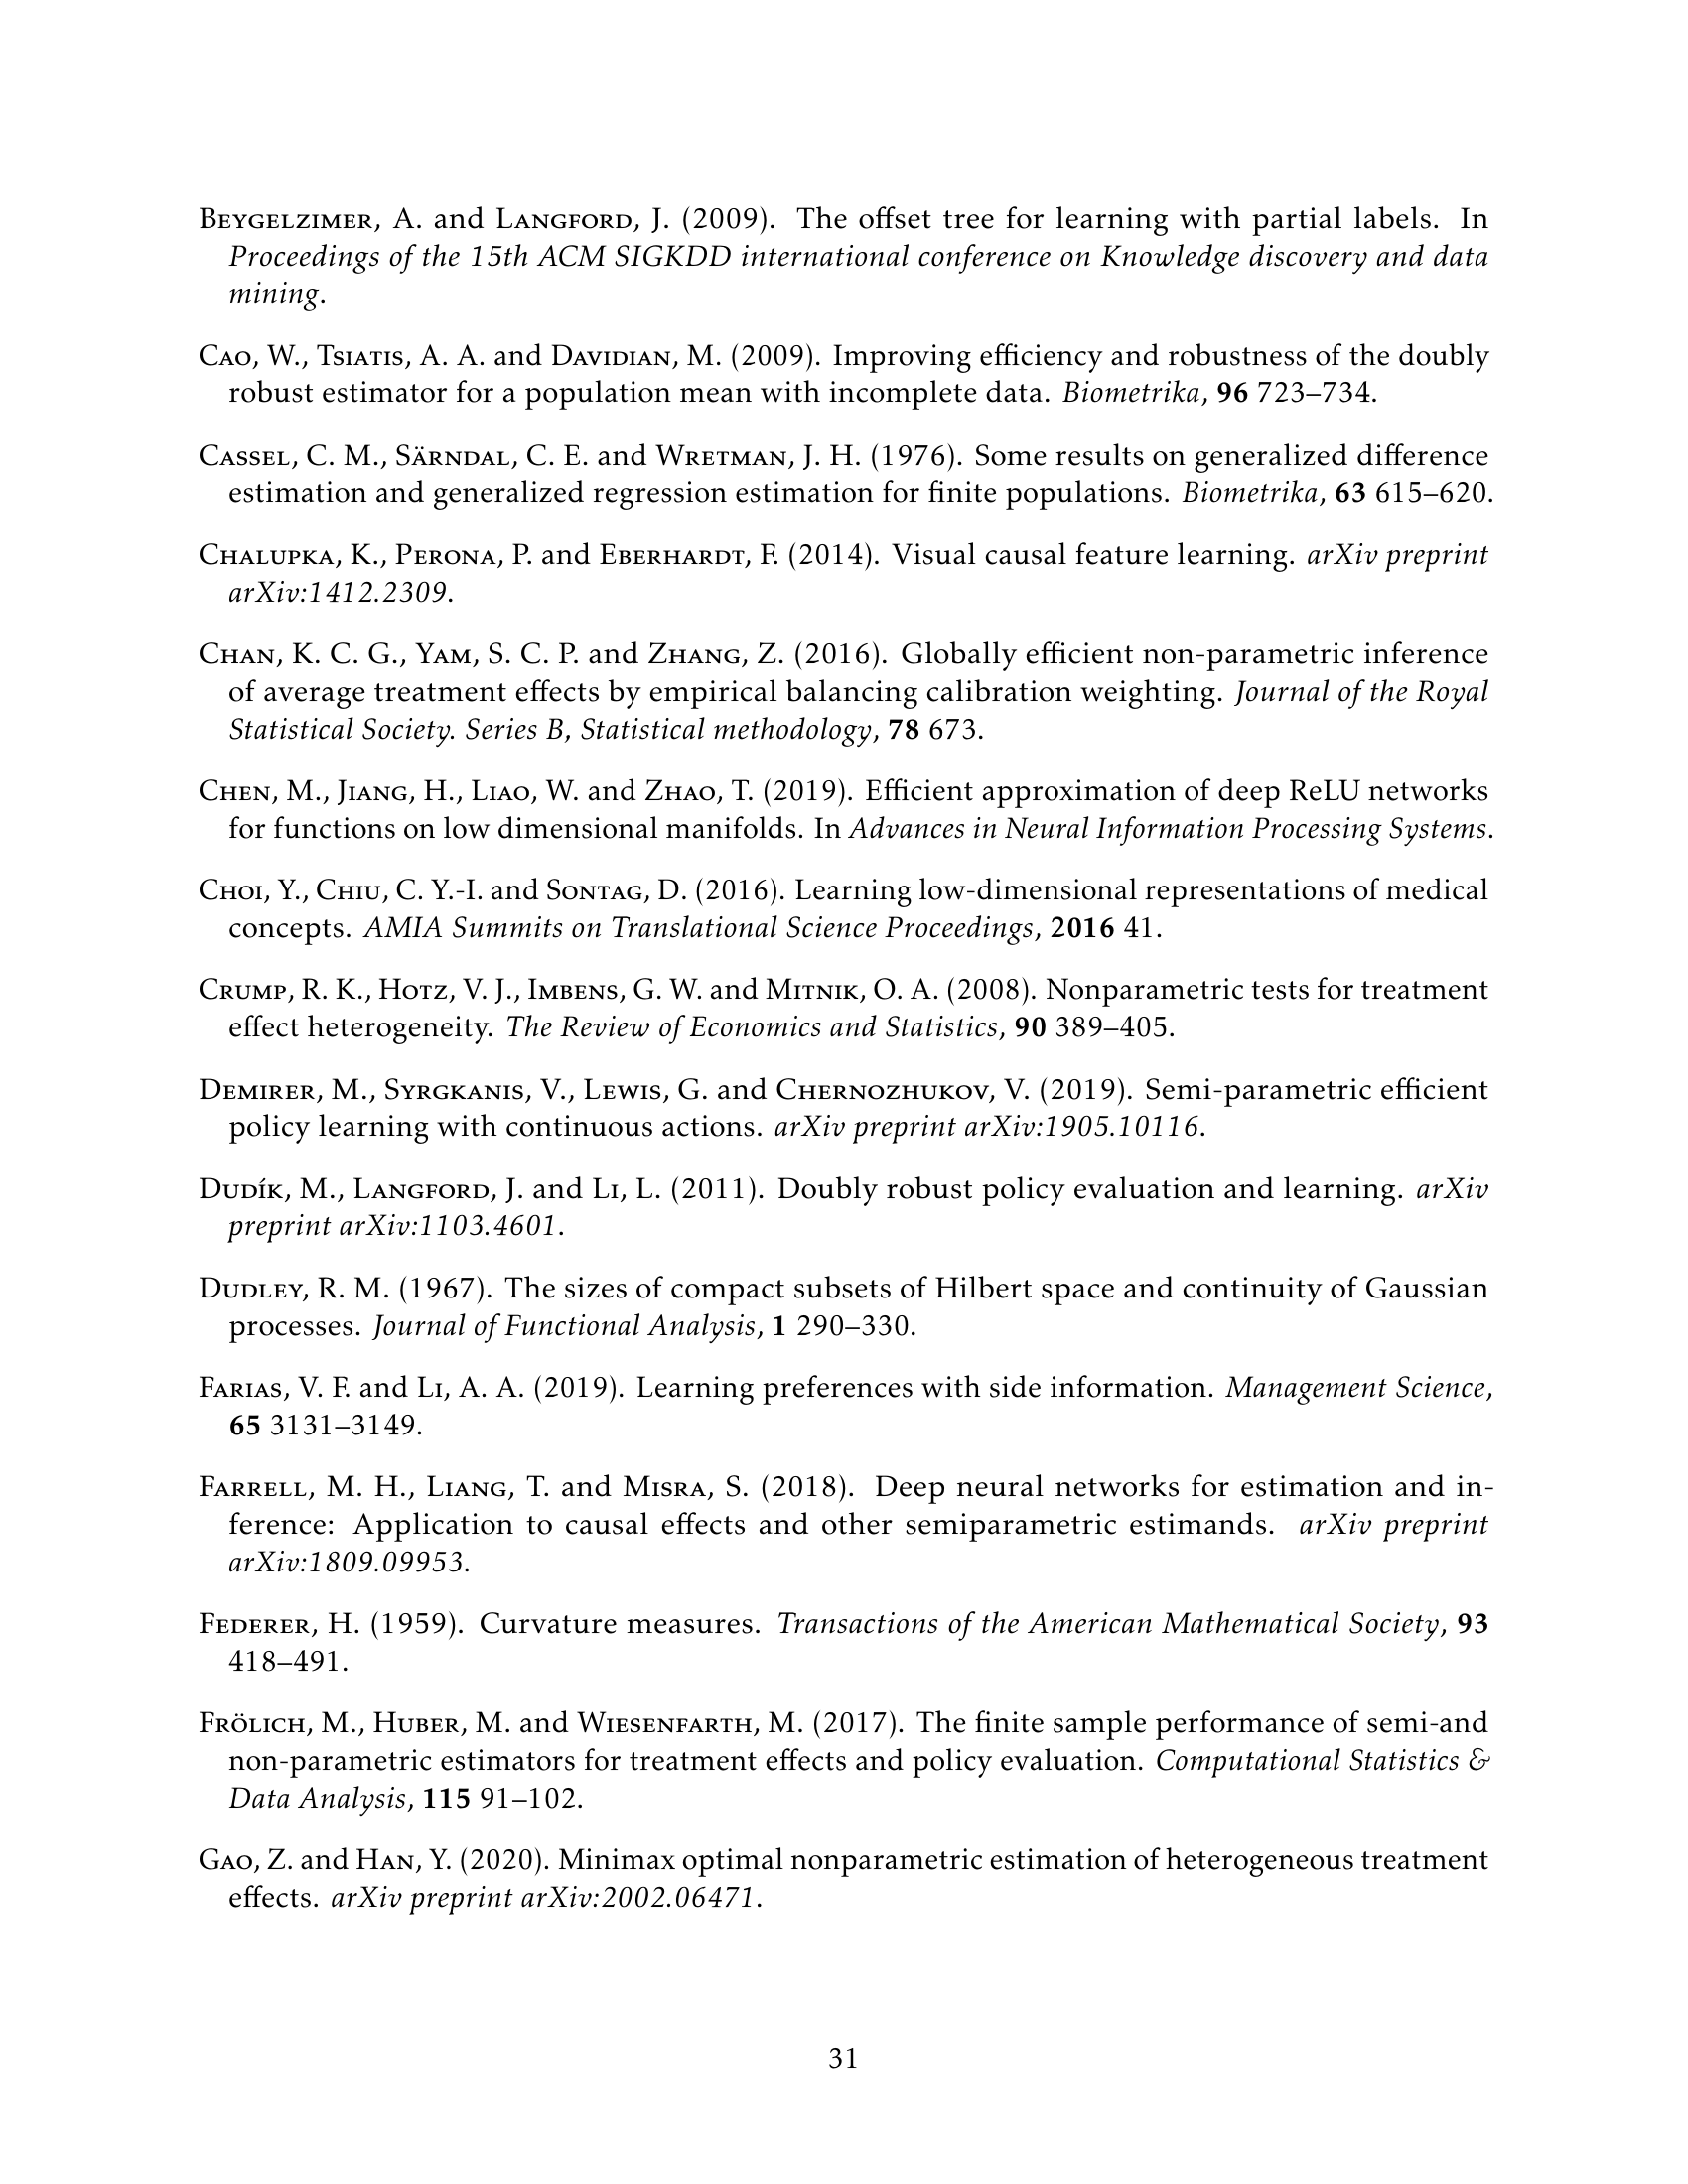 Beygelzimer, A. and Langford, J. (2009). The offset tree for learning with partial labels. In
Proceedings of the 15th ACM SIGKDD international conference on Knowledge discovery and data
mining.
Cao, W., Tsiatis, A. A. and Davidian, M. (2009). Improving efficiency and robustness of the doubly
robust estimator for a population mean with incomplete data. Biometrika, 96 723–734.
Cassel, C. M., Särndal, C. E. and Wretman, J. H. (1976). Some results on generalized difference
estimation and generalized regression estimation for finite populations. Biometrika, 63 615–620.
Chalupka, K., Perona, P. and Eberhardt, F. (2014). Visual causal feature learning. arXiv preprint
arXiv:1412.2309.
Chan, K. C. G., Yam, S. C. P. and Zhang, Z. (2016). Globally efficient non-parametric inference
of average treatment effects by empirical balancing calibration weighting. Journal of the Royal
Statistical Society. Series B, Statistical methodology, 78 673.
Chen, M., Jiang, H., Liao, W. and Zhao, T. (2019). Efficient approximation of deep ReLU networks
for functions on low dimensional manifolds. In Advances in Neural Information Processing Systems.
Choi, Y., Chiu, C. Y.-I. and Sontag, D. (2016). Learning low-dimensional representations of medical
concepts. AMIA Summits on Translational Science Proceedings, 2016 41.
Crump, R. K., Hotz, V. J., Imbens, G. W. and Mitnik, O. A. (2008). Nonparametric tests for treatment
effect heterogeneity. The Review of Economics and Statistics, 90 389–405.
Demirer, M., Syrgkanis, V., Lewis, G. and Chernozhukov, V. (2019). Semi-parametric efficient
policy learning with continuous actions. arXiv preprint arXiv:1905.10116.
Dudík, M., Langford, J. and Li, L. (2011). Doubly robust policy evaluation and learning. arXiv
preprint arXiv:1103.4601.
Dudley, R. M. (1967). The sizes of compact subsets of Hilbert space and continuity of Gaussian
processes. Journal of Functional Analysis, 1 290–330.
Farias, V. F. and Li, A. A. (2019). Learning preferences with side information. Management Science,
65 3131–3149.
Farrell, M. H., Liang, T. and Misra, S. (2018). Deep neural networks for estimation and in-
ference: Application to causal effects and other semiparametric estimands. arXiv preprint
arXiv:1809.09953.
Federer, H. (1959). Curvature measures. Transactions of the American Mathematical Society, 93
418–491.
Frölich, M., Huber, M. and Wiesenfarth, M. (2017). The finite sample performance of semi-and
non-parametric estimators for treatment effects and policy evaluation. Computational Statistics &
Data Analysis, 115 91–102.
Gao, Z. and Han, Y. (2020). Minimax optimal nonparametric estimation of heterogeneous treatment
effects. arXiv preprint arXiv:2002.06471.
31